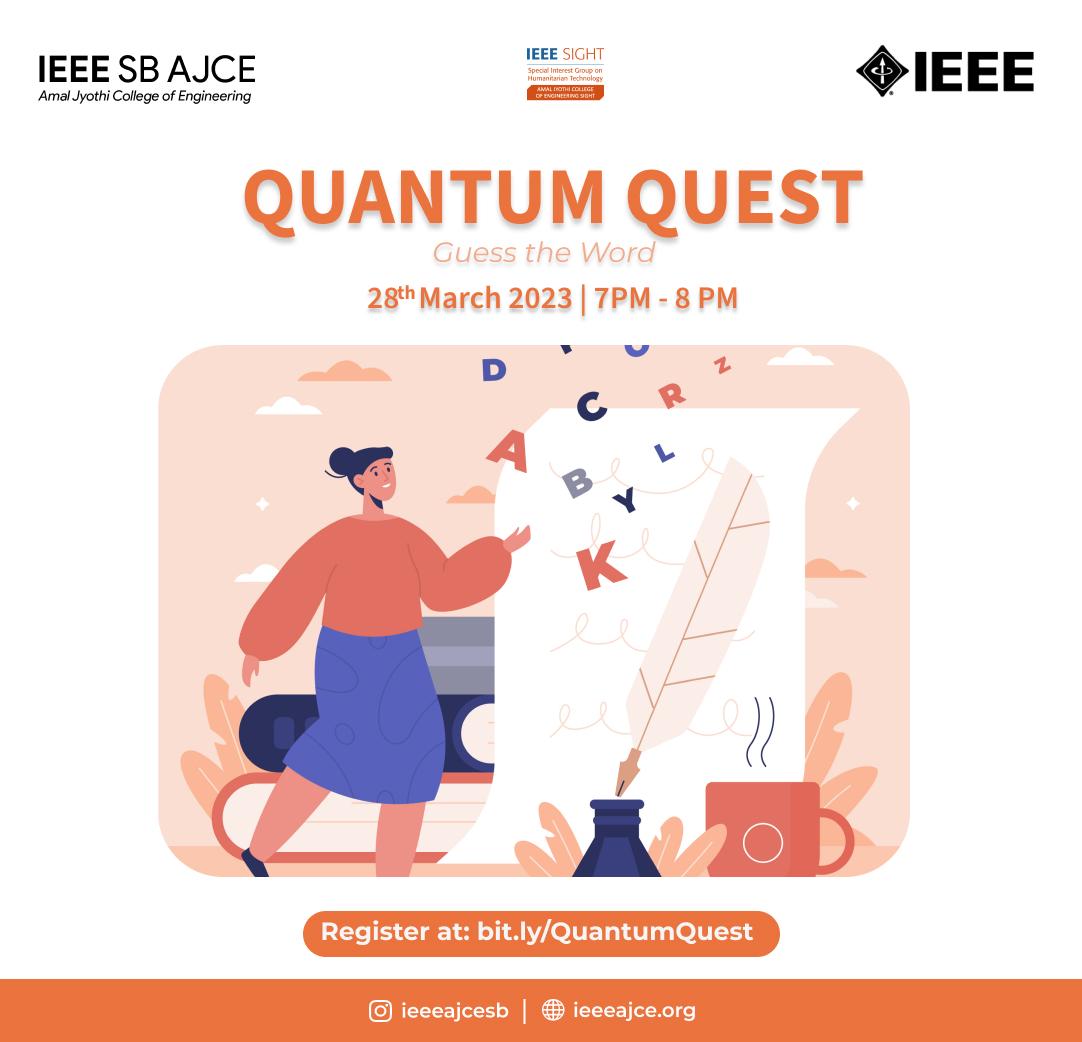 IEEE SB AJCE
Amal Jyothi College of Engineering
IEEE SIGHT
Special Interest Group on
Humanitarian Technology
AMAL JYOTHI COLLEGE
OF ENGINEERING SIGHT
IEEE
QUANTUM QUEST
Guess the Word
28th March 2023 | 7PM - 8 PM
D
C
R
Z
A
B
L
Y
K
Register at: bit.ly/QuantumQuest
ieeeajcesb | ieeeajce.org